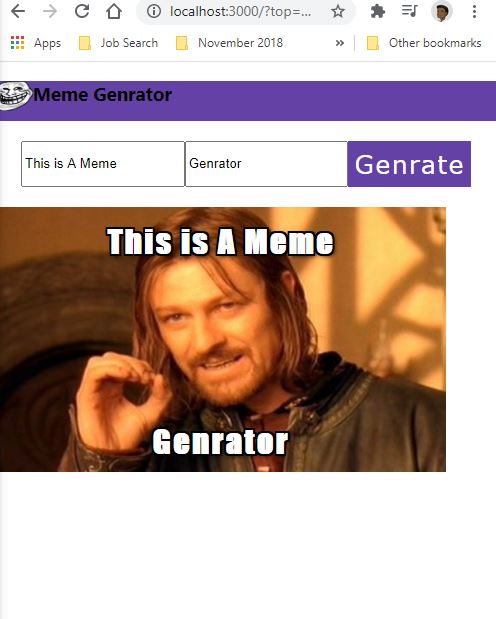 localhost:3000/?top=...
Apps Job Search November 2018 » Other bookmarks
Meme Genrator
This is A Meme Genrator Genrate
This is A Meme
Genrator